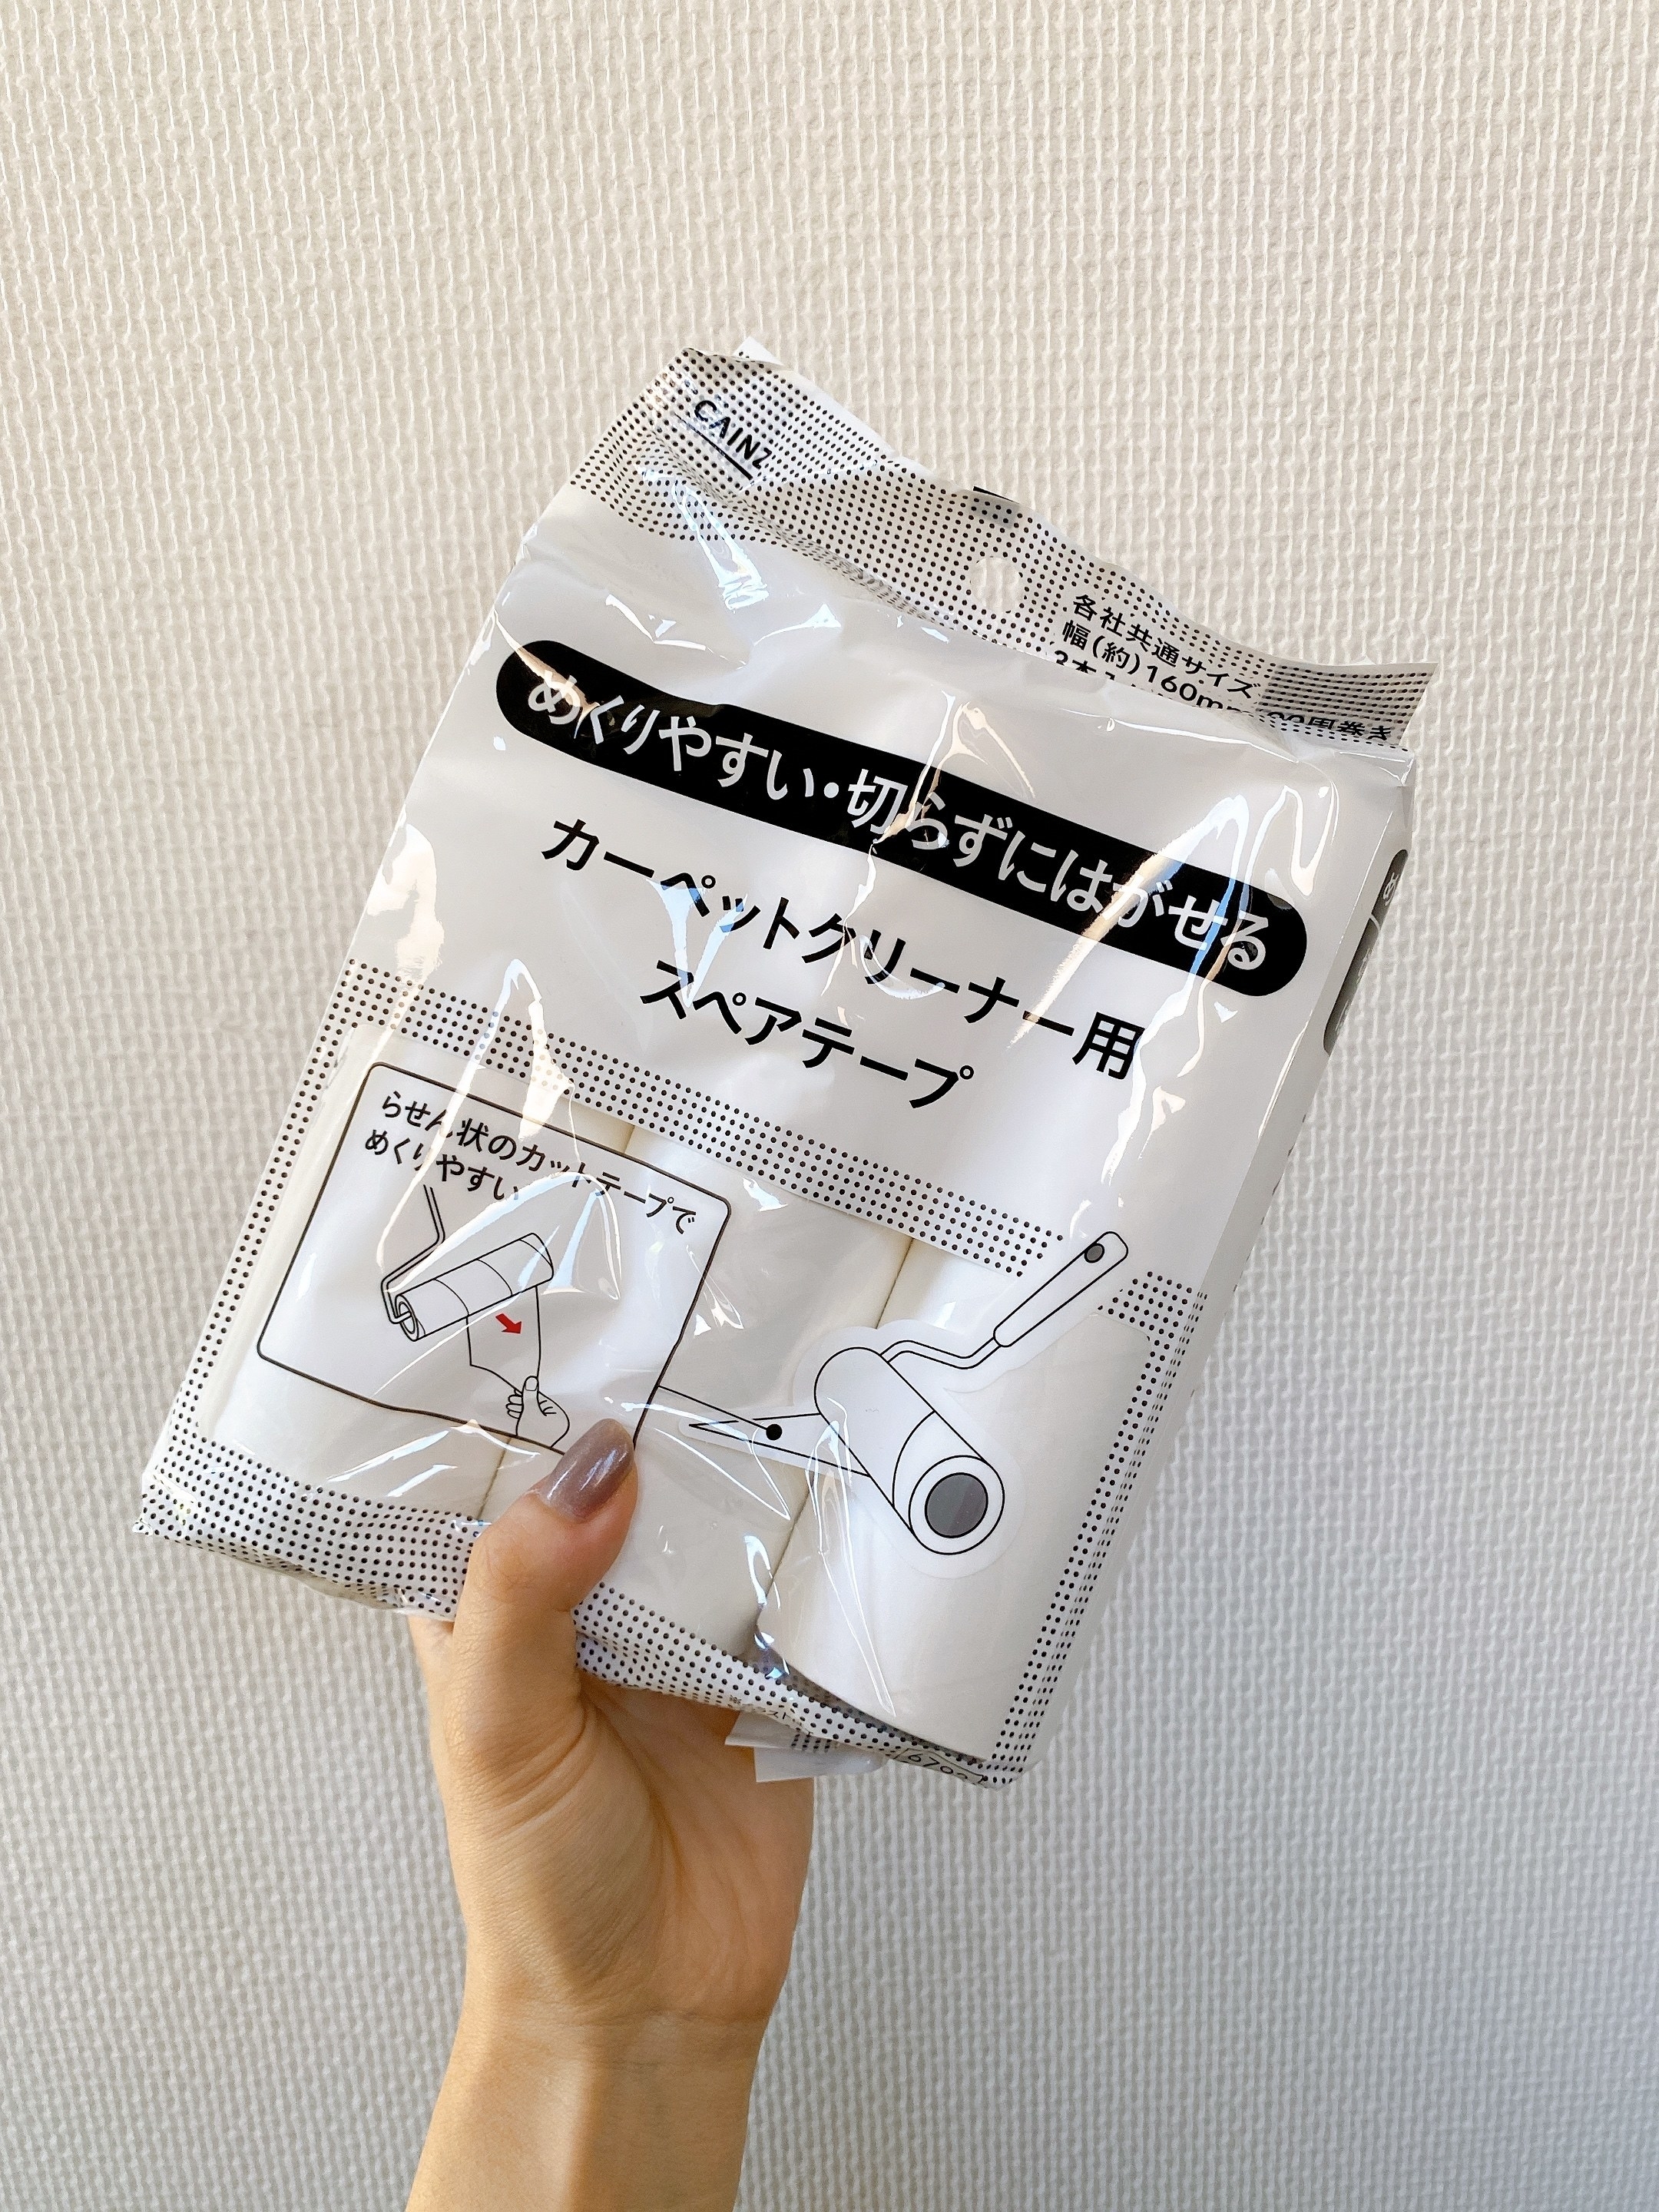 CAINZ
各社共通サイズ
幅(約)160mm
3本
めくりやすい・切らずにはがせる
カーペットクリーナー用
スペアテープ
らせん状のカットテープで
めくりやすい